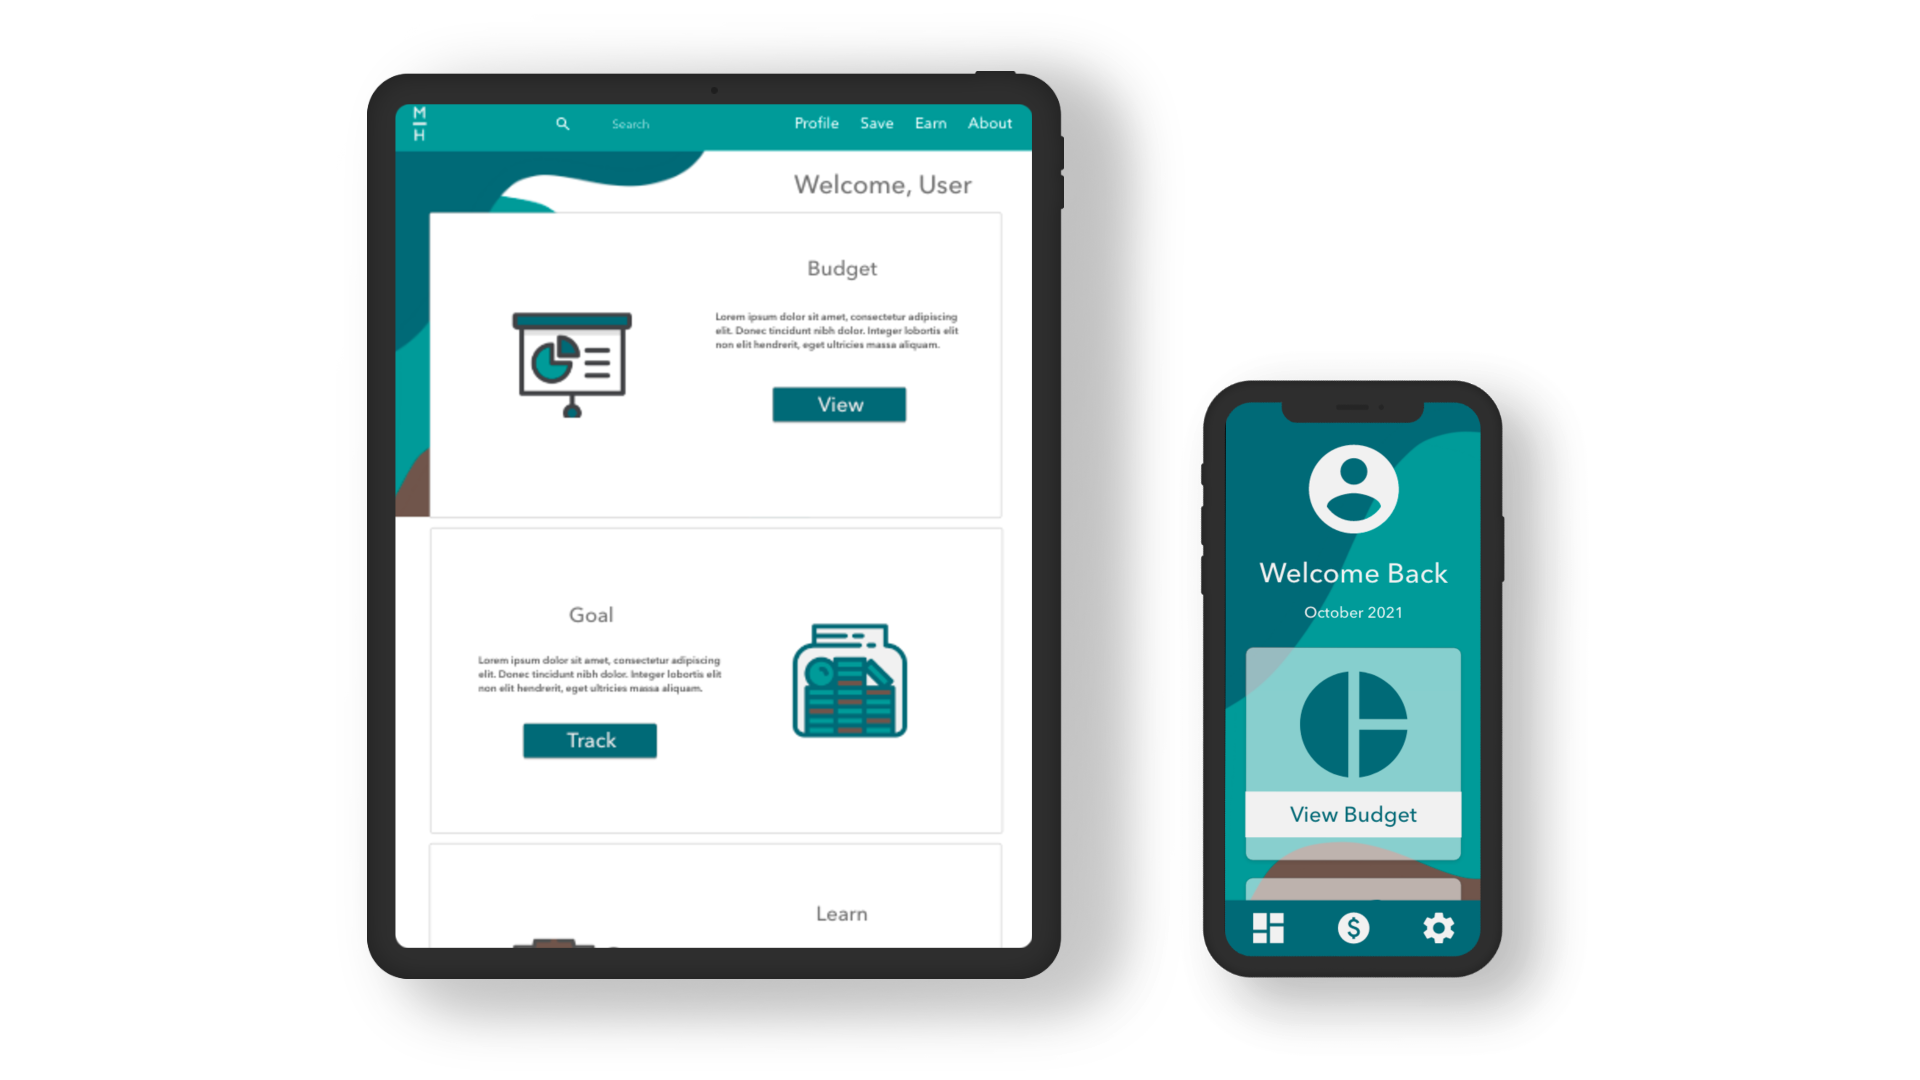 M
H
Search
Profile Save Earn About
Welcome, User
Budget
Lorem ipsum dolor sit amet, consectetur adipiscing
elit. Donec tincidunt nibh dolor. Integer lobortis elit
non elit hendrerit, eget ultricies massa aliquam.
View
Goal
Lorem ipsum dolor sit amet, consectetur adipiscing
elit. Donec tincidunt nibh dolor. Integer lobortis elit
non elit hendrerit, eget ultricies massa aliquam.
Track
Learn
Welcome Back
October 2021
View Budget
$